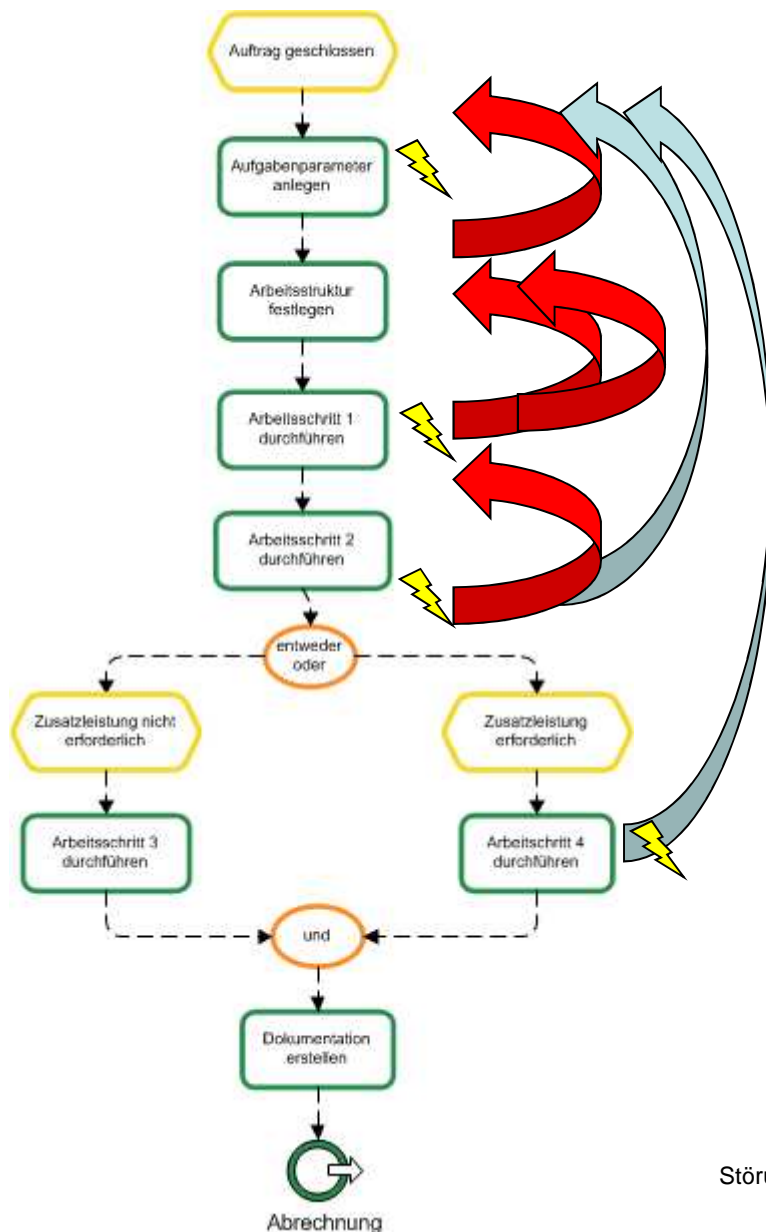 Auftrag geschlossen
Aufgabenparameter
anlegen
Arbeitsstruktur
festlegen
Arbeitsschritt 1
durchführen
Arbeitsschritt 2
durchführen
entweder
oder
Zusatzleistung nicht
erforderlich
Zusatzleistung
erforderlich
Arbeitsschritt 3
durchführen
Arbeitschritt 4
durchführen
und
Dokumentation
erstellen
Abrechnung